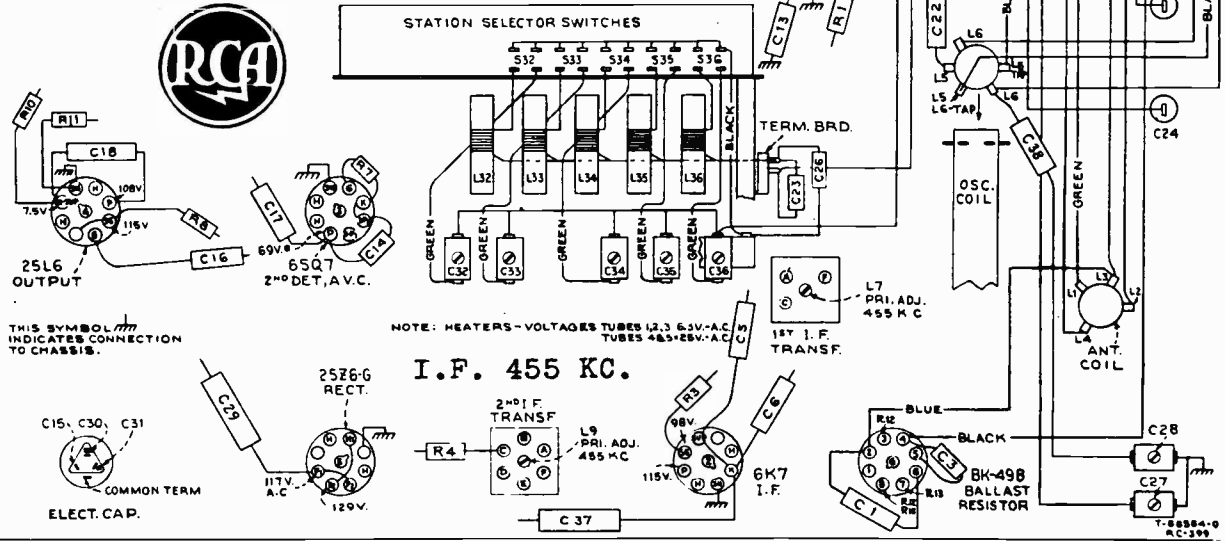 RCA
STATION SELECTOR SWITCHES
S32 S33 S34 S35 S36
C13
R1
C22
L6
L5
L6
L5
L6-TAP
C24
C38
R10
R11
C18
108V.
7.5V
115V
R8
C16
25L6
OUTPUT
C17
R7
C14
69V.
6SQ7
2ND DET, A.V.C.
L32 L33 L34 L35 L36
BLACK
TERM. BRD.
C23
C26
GREEN GREEN GREEN GREEN GREEN
C32 C33 C34 C35 C36
OSC.
COIL
GREEN
L1 L3 L2
L4
ANT.
COIL
L7
PRI. ADJ.
455 KC
1ST I.F.
TRANSF.
THIS SYMBOL
INDICATES CONNECTION
TO CHASSIS.
NOTE: HEATERS-VOLTAGES TUBES 1,2,3 6.3V.-A.C.
TUBES 4&5=25V.-A.C.
I.F. 455 KC.
C15 C30 C31
COMMON TERM
ELECT. CAP.
C29
25Z6-G
RECT.
117V.
A.C
129V.
R4
2ND I.F.
TRANSF
L9
PRI. ADJ.
455 KC
C37
R3
98V.
115V.
C5
C6
6K7
I.F.
BLUE
R12
BLACK
C3
R13
C1
BK-49B
BALLAST
RESISTOR
C28
C27
T-66564-0
RC-399